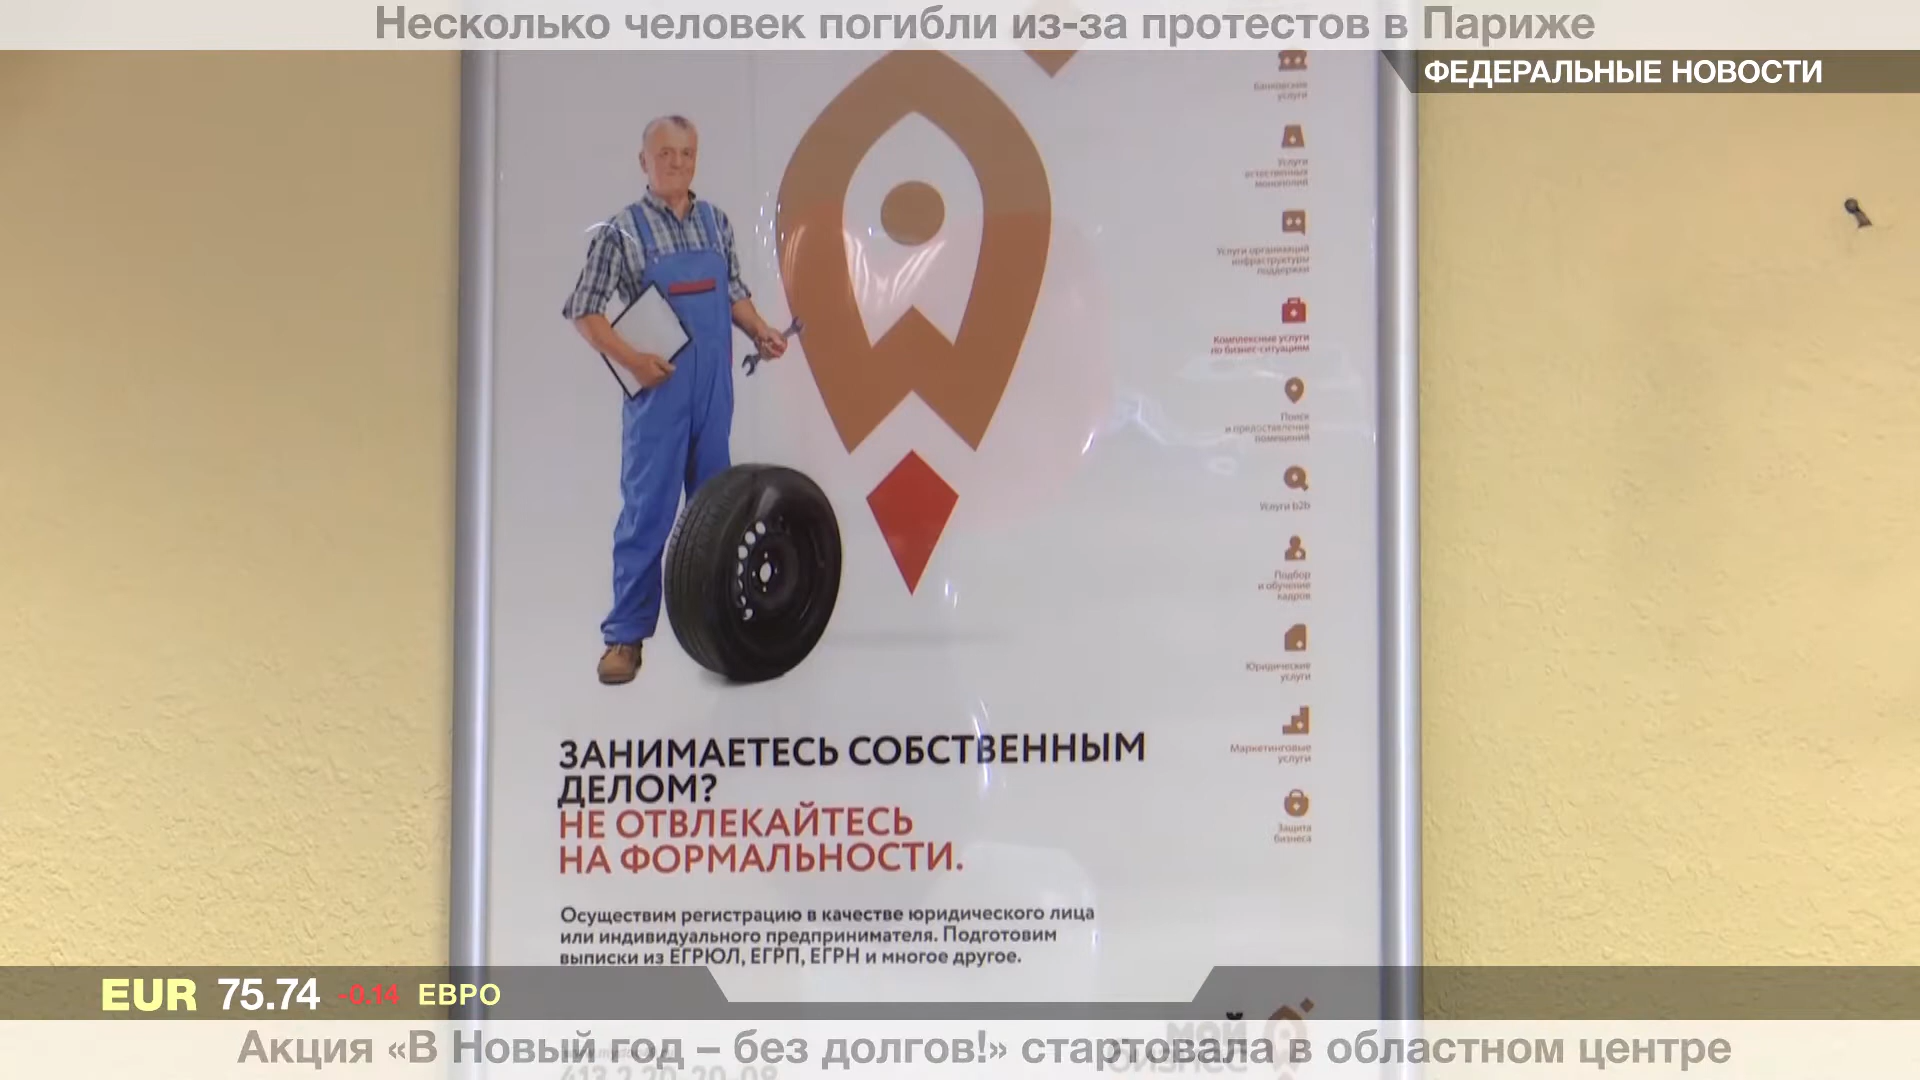 Несколько человек погибли из-за протестов в Париже
ФЕДЕРАЛЬНЫЕ НОВОСТИ
Банковские
услуги
Услуги
естественных
монополий
Услуги организаций
инфраструктуры
поддержки
Комплексные услуги
по бизнес-ситуациям
Поиск
и предоставление
помещений
Услуги b2b
Подбор
и обучение
кадров
Юридические
услуги
Маркетинговые
услуги
Защита
бизнеса
ЗАНИМАЕТЕСЬ СОБСТВЕННЫМ
ДЕЛОМ?
НЕ ОТВЛЕКАЙТЕСЬ
НА ФОРМАЛЬНОСТИ.
Осуществим регистрацию в качестве юридического лица
или индивидуального предпринимателя. Подготовим
выписки из ЕГРЮЛ, ЕГРП, ЕГРН и многое другое.
EUR 75.74 -0.14 ЕВРО
МОЙ
БИЗНЕС
Акция «В Новый год – без долгов!» стартовала в областном центре